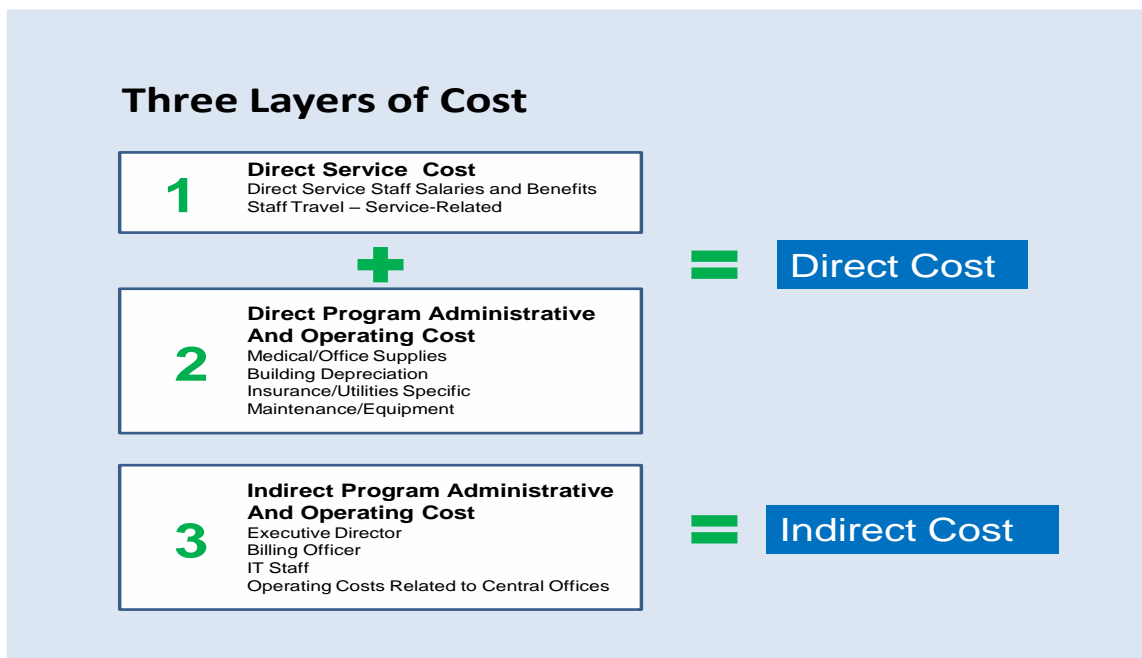 Three Layers of Cost
1
Direct Service  Cost
Direct Service Staff Salaries and Benefits
Staff Travel – Service-Related
+
=
Direct Cost
2
Direct Program Administrative
And Operating Cost
Medical/Office Supplies
Building Depreciation
Insurance/Utilities Specific
Maintenance/Equipment
3
Indirect Program Administrative
And Operating Cost
Executive Director
Billing Officer
IT Staff
Operating Costs Related to Central Offices
=
Indirect Cost